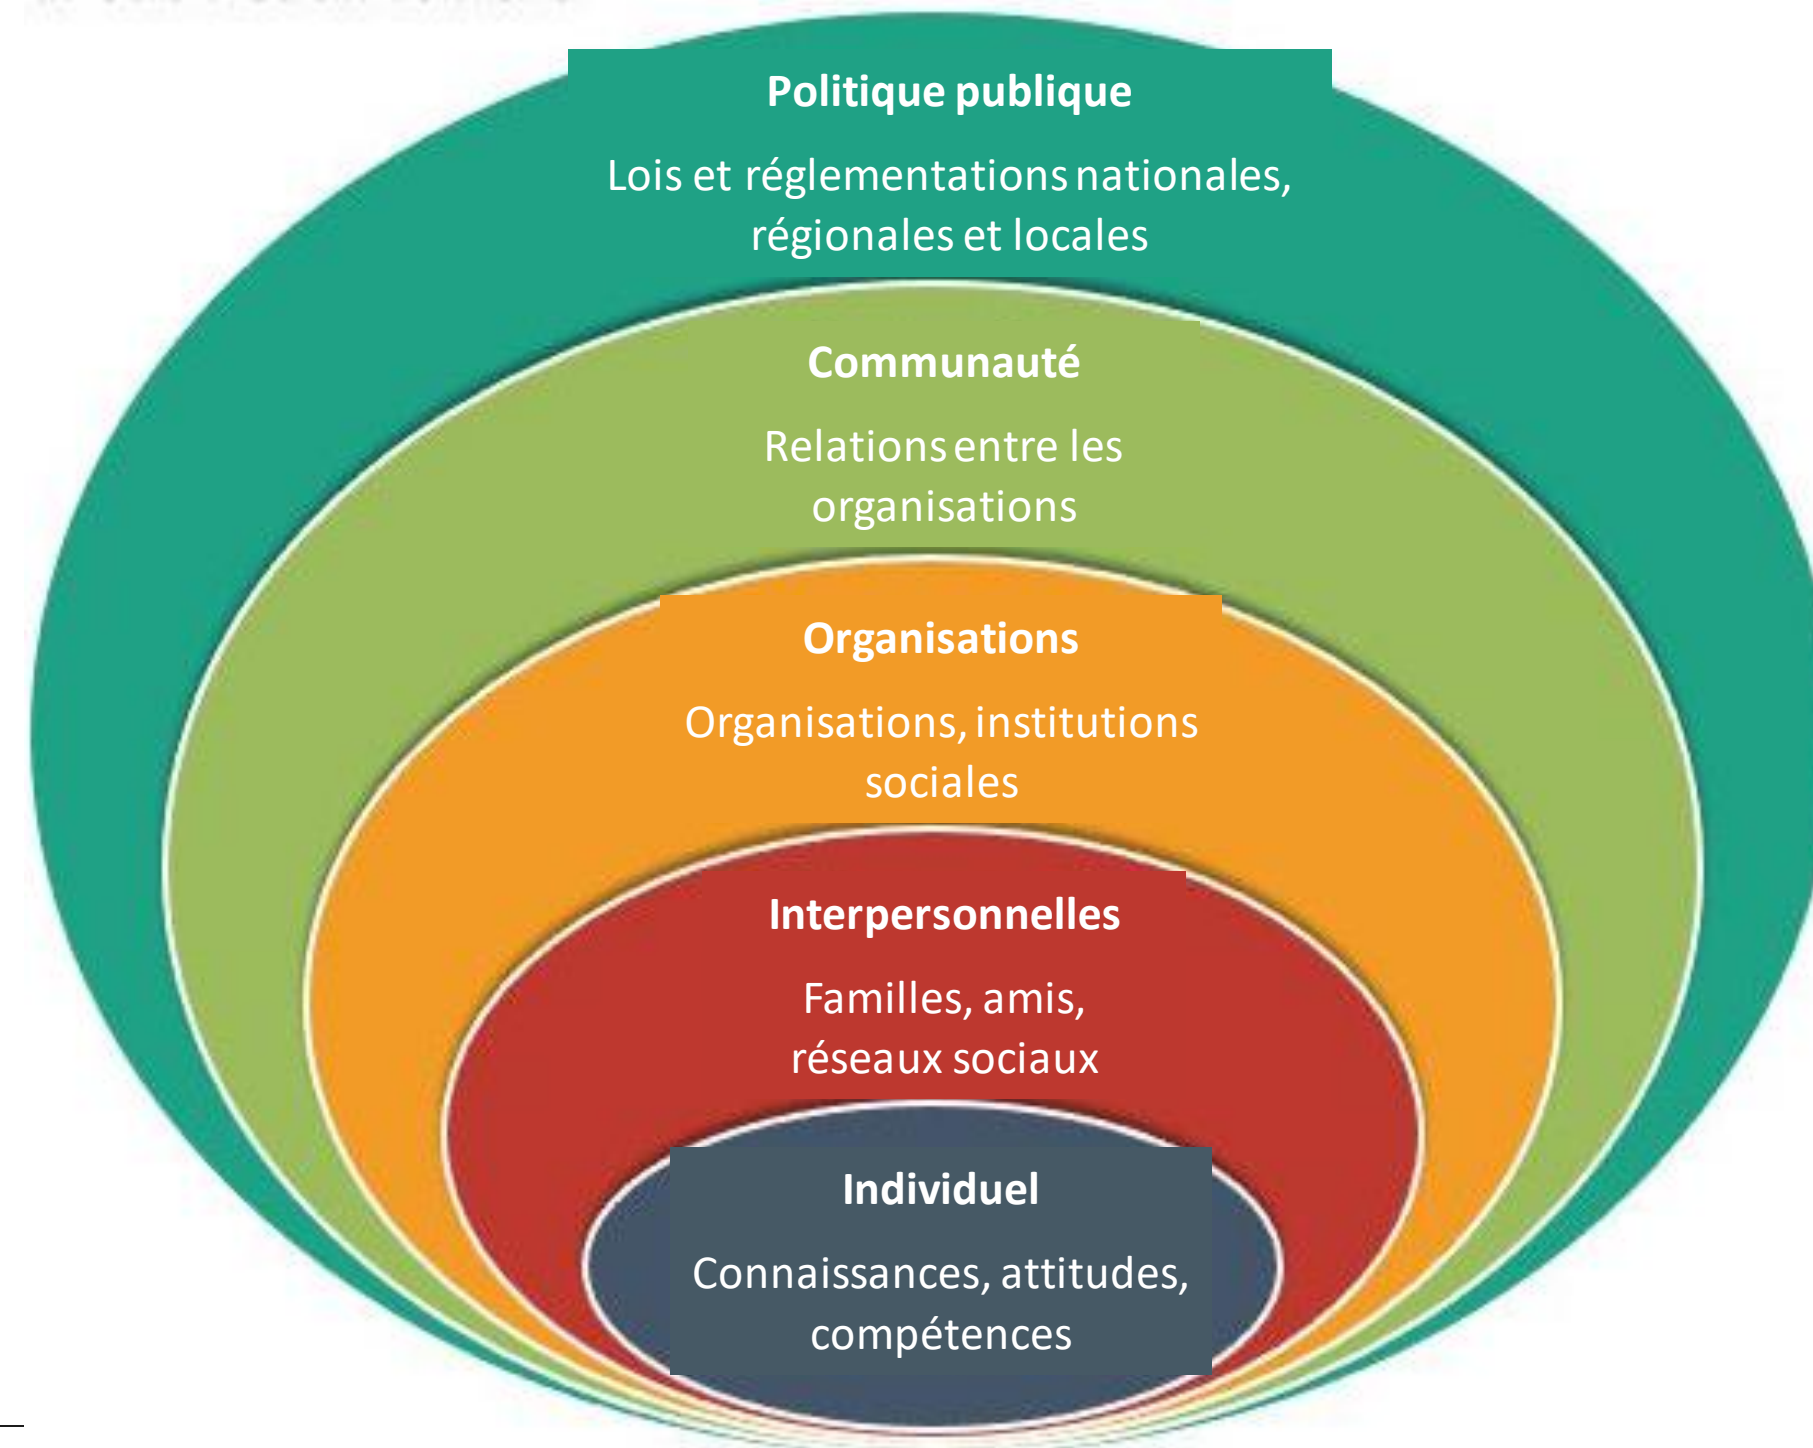 Politique publique
Lois et réglementations nationales,
régionales et locales
Communauté
Relations entre les
organisations
Organisations
Organisations, institutions
sociales
Interpersonnelles
Familles, amis,
réseaux sociaux
Individuel
Connaissances, attitudes,
compétences